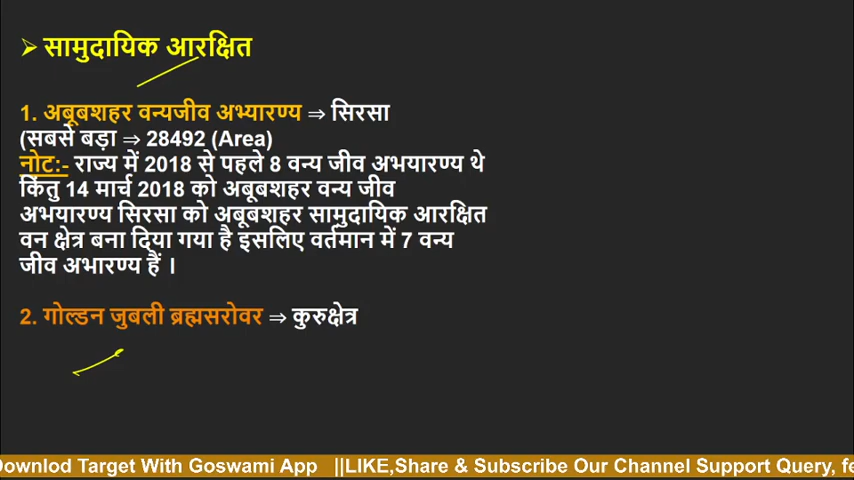 ➢ सामुदायिक आरक्षित
1. अबूबशहर वन्यजीव अभ्यारण्य ⇒ सिरसा
(सबसे बड़ा ⇒ 28492 (Area)
नोट:- राज्य में 2018 से पहले 8 वन्य जीव अभयारण्य थे
किंतु 14 मार्च 2018 को अबूबशहर वन्य जीव
अभयारण्य सिरसा को अबूबशहर सामुदायिक आरक्षित
वन क्षेत्र बना दिया गया है इसलिए वर्तमान में 7 वन्य
जीव अभारण्य हैं ।
2. गोल्डन जुबली ब्रह्मसरोवर ⇒ कुरुक्षेत्र
Downlod Target With Goswami App ||LIKE,Share & Subscribe Our Channel Support Query, fe